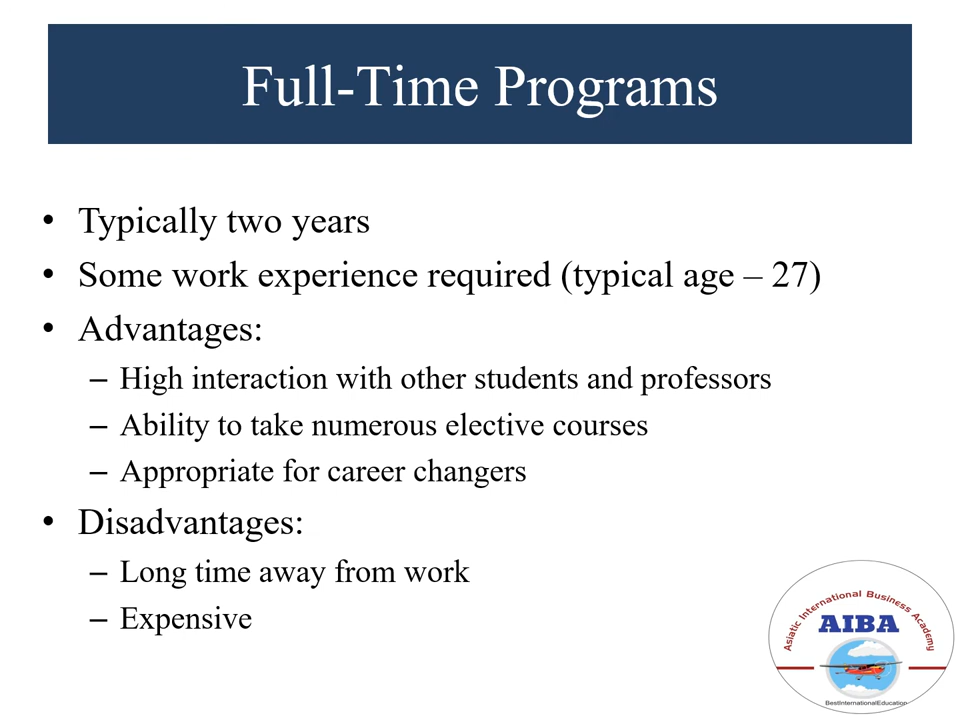 Full-Time Programs
• Typically two years
• Some work experience required (typical age – 27)
• Advantages:
– High interaction with other students and professors
– Ability to take numerous elective courses
– Appropriate for career changers
• Disadvantages:
– Long time away from work
– Expensive
Asiatic International Business Academy
AIBA
BestInternationalEducation